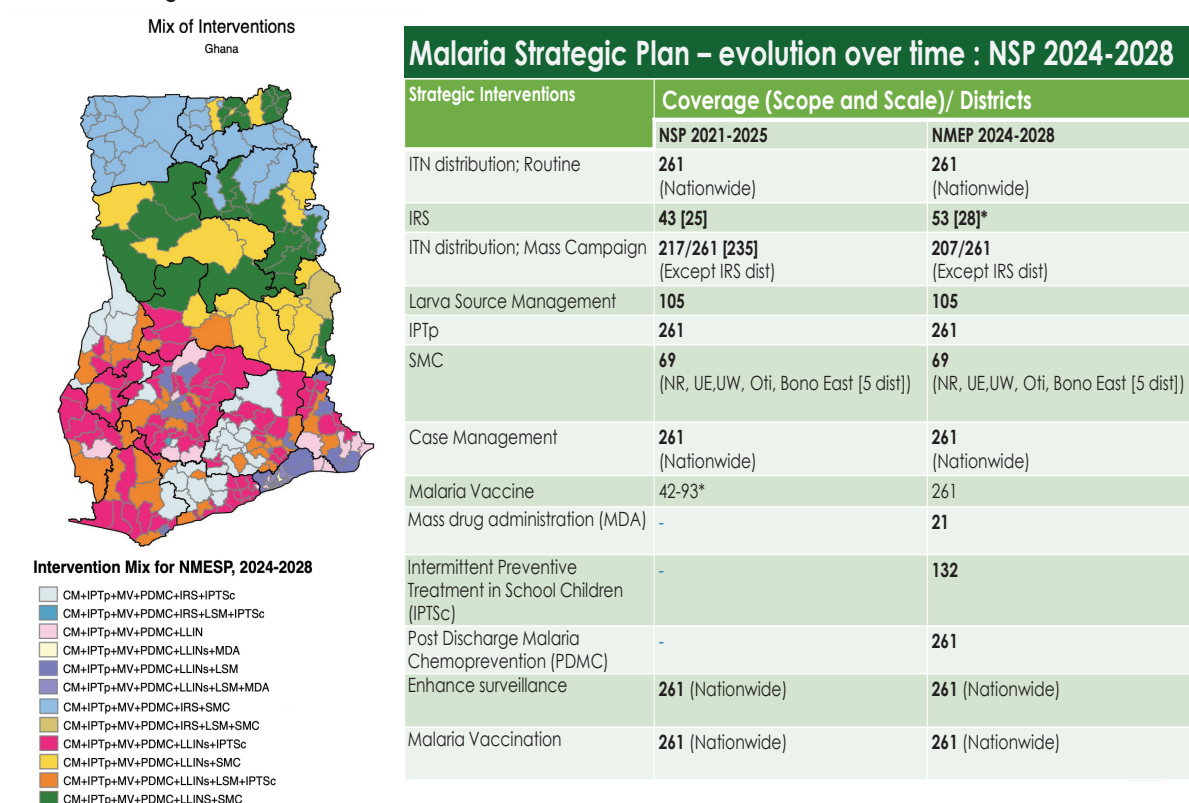 Mix of Interventions
Ghana
Malaria Strategic Plan – evolution over time : NSP 2024-2028
Strategic Interventions
Coverage (Scope and Scale)/ Districts
NSP 2021-2025
NMEP 2024-2028
ITN distribution; Routine
261
(Nationwide)
261
(Nationwide)
IRS
43 [25]
53 [28]*
ITN distribution; Mass Campaign
217/261 [235]
(Except IRS dist)
207/261
(Except IRS dist)
Larva Source Management
105
105
IPTp
261
261
SMC
69
(NR, UE,UW, Oti, Bono East [5 dist])
69
(NR, UE,UW, Oti, Bono East [5 dist])
Case Management
261
(Nationwide)
261
(Nationwide)
Malaria Vaccine
42-93*
261
Mass drug administration (MDA)
-
21
Intermittent Preventive
Treatment in School Children
(IPTSc)
-
132
Post Discharge Malaria
Chemoprevention (PDMC)
-
261
Enhance surveillance
261 (Nationwide)
261 (Nationwide)
Malaria Vaccination
261 (Nationwide)
261 (Nationwide)
Intervention Mix for NMESP, 2024-2028
CM+IPTp+MV+PDMC+IRS+IPTSc
CM+IPTp+MV+PDMC+IRS+LSM+IPTSc
CM+IPTp+MV+PDMC+LLIN
CM+IPTp+MV+PDMC+LLINs+MDA
CM+IPTp+MV+PDMC+LLINs+LSM
CM+IPTp+MV+PDMC+LLINs+LSM+MDA
CM+IPTp+MV+PDMC+IRS+SMC
CM+IPTp+MV+PDMC+IRS+LSM+SMC
CM+IPTp+MV+PDMC+LLINs+IPTSc
CM+IPTp+MV+PDMC+LLINs+SMC
CM+IPTp+MV+PDMC+LLINs+LSM+IPTSc
CM+IPTp+MV+PDMC+LLINS+SMC